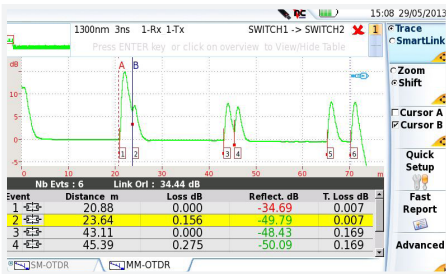 15:08 29/05/2013
1300nm 3ns 1-Rx 1-Tx SWITCH1 -> SWITCH2 1
Press ENTER key or click on overview to View/Hide Table
Trace
SmartLink
dB A B
Zoom
Shift
10
5
0
-5
Cursor A
Cursor B
1 2 3 4 5 6
0 10 20 30 40 50 60 70 m
Quick
Setup
Nb Evts : 6 Link Orl : 34.44 dB
Event Distance m Loss dB Reflect. dB T. Loss dB
1 20.88 0.000 -34.69 0.007
2 23.64 0.156 -49.79 0.007
3 43.11 0.000 -48.43 0.169
4 45.39 0.275 -50.09 0.169
Fast
Report
Advanced
SM-OTDR MM-OTDR